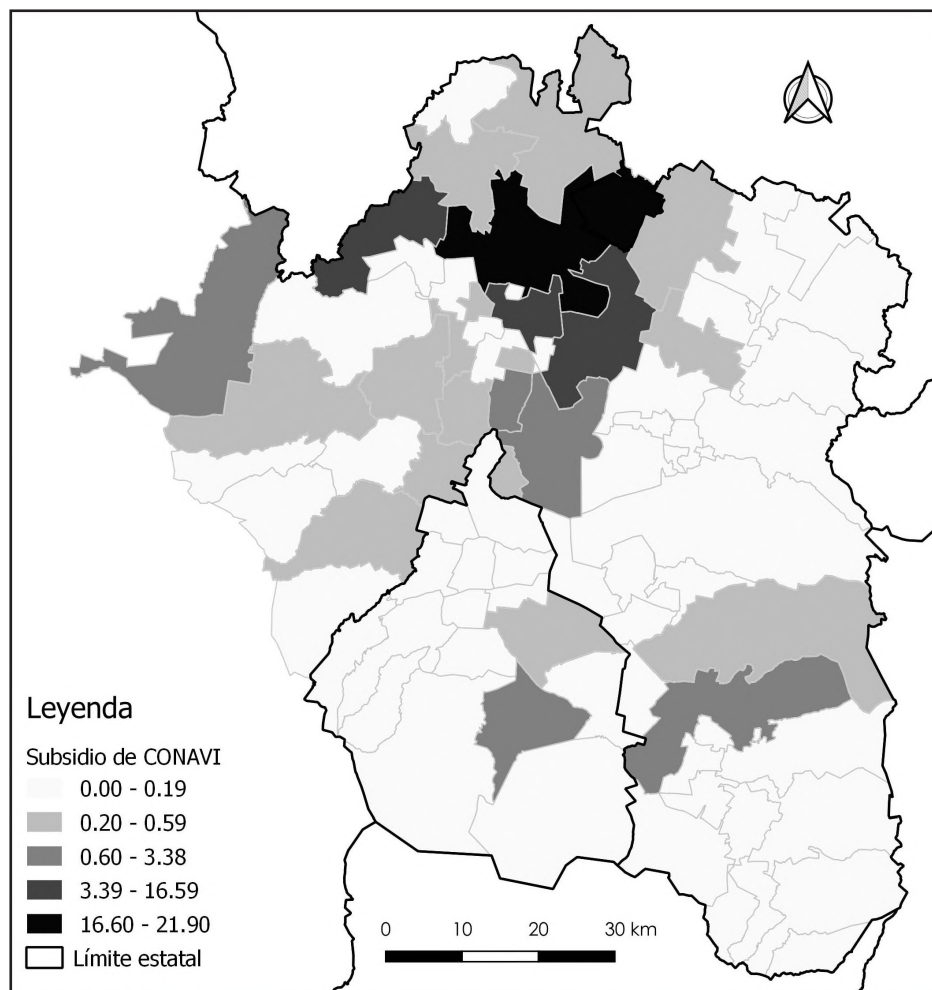 Leyenda
Subsidio de CONAVI
0.00 - 0.19
0.20 - 0.59
0.60 - 3.38
3.39 - 16.59
16.60 - 21.90
Límite estatal
0 10 20 30 km